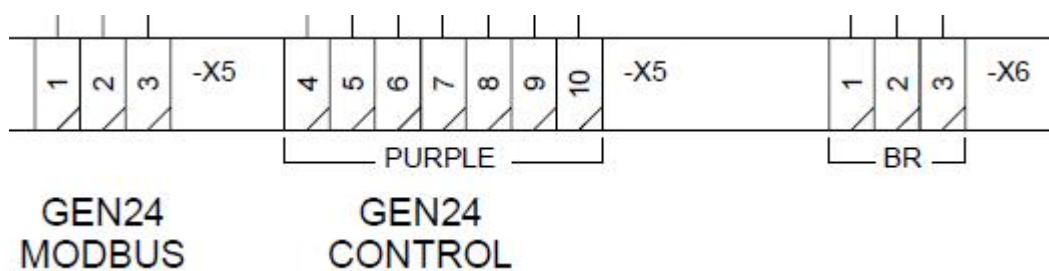 1 2 3 -X5 4 5 6 7 8 9 10 -X5 1 2 3 -X6
PURPLE BR
GEN24 GEN24
MODBUS CONTROL